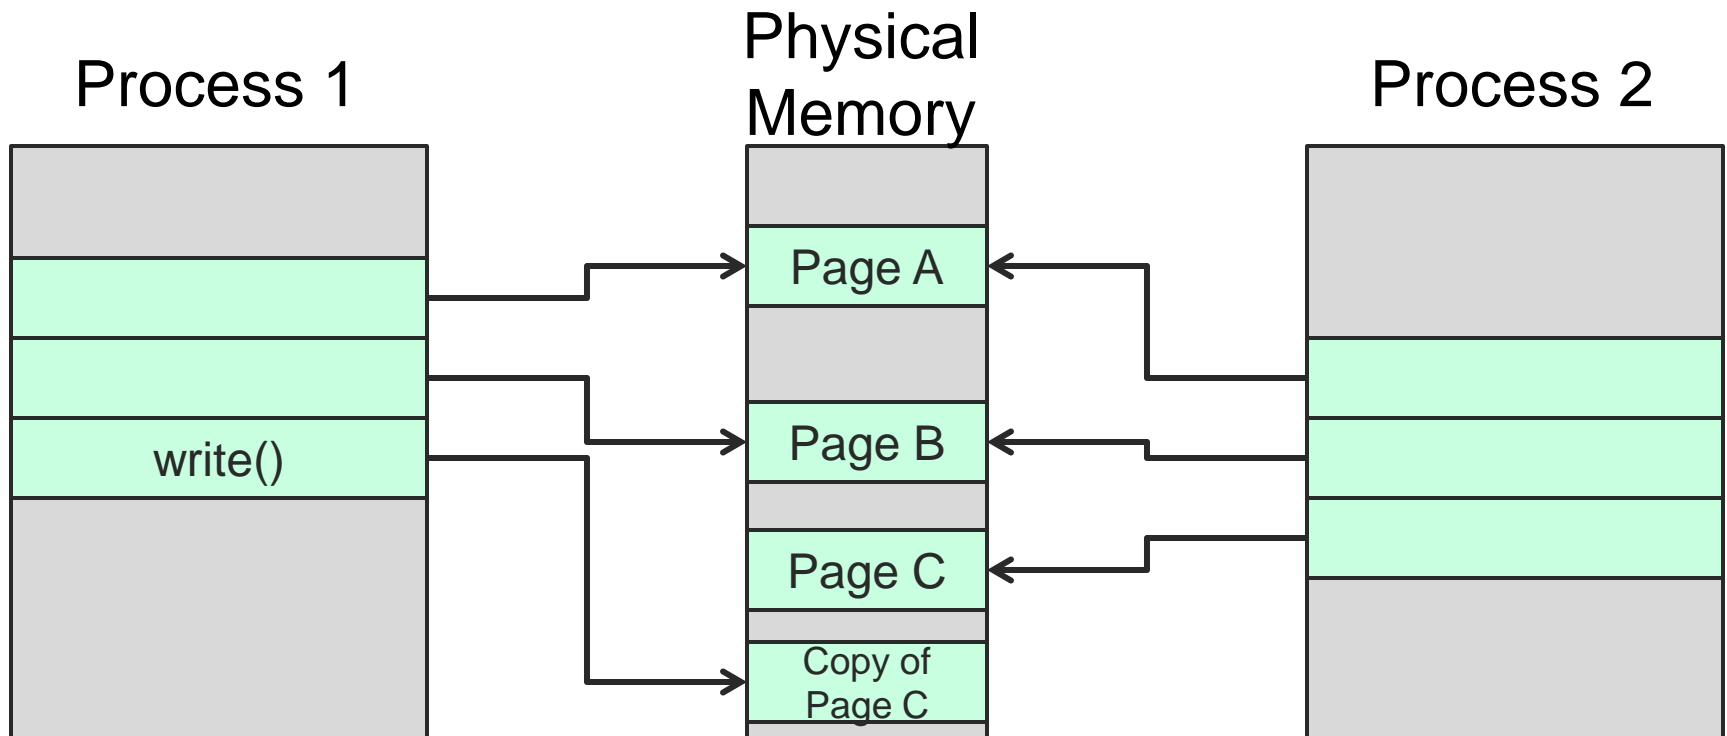 Process 1
Physical
Memory
Process 2
Page A
Page B
write()
Page C
Copy of
Page C